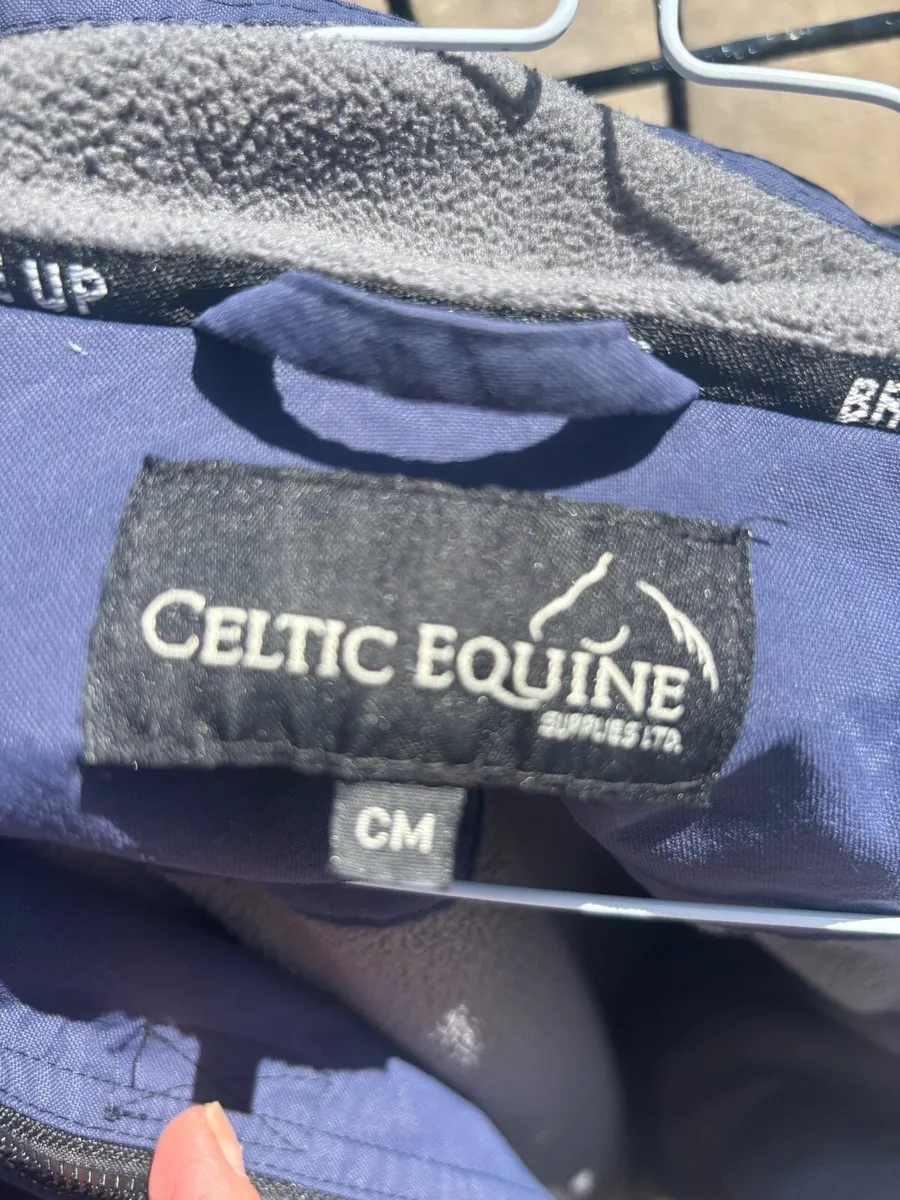 UP
CELTIC EQUINE
SUPPLIES LTD.
CM